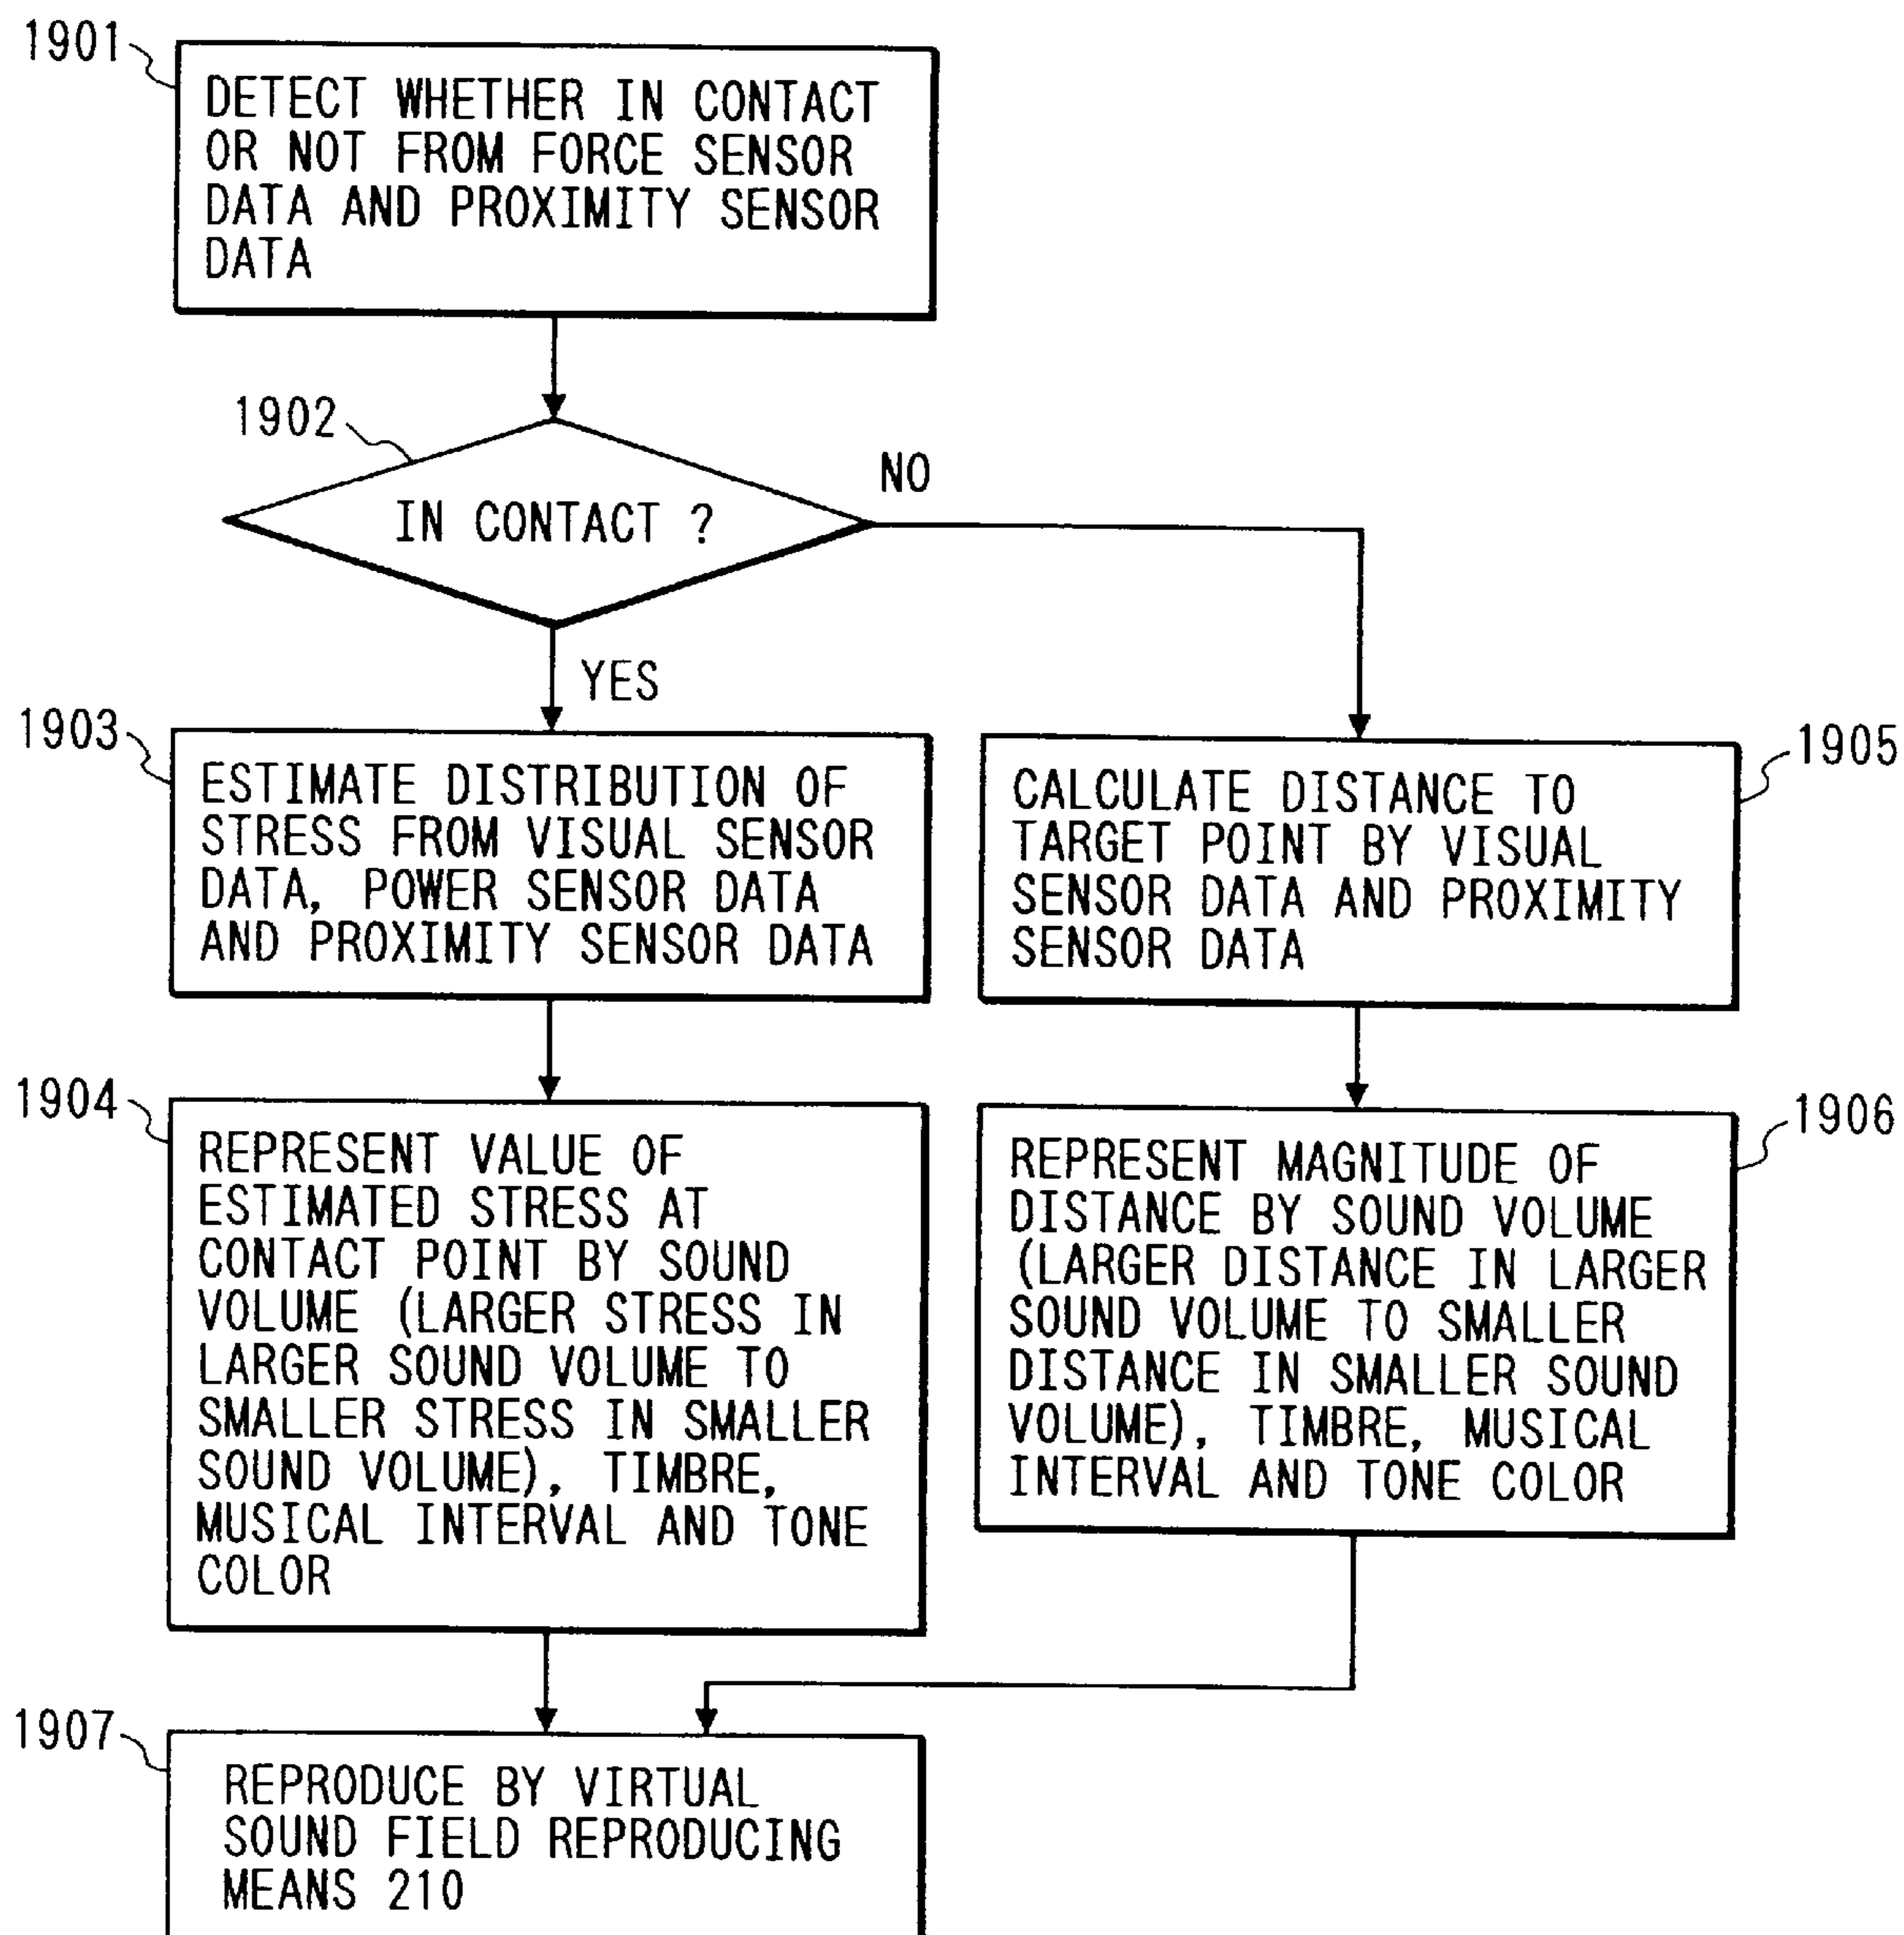 1901
DETECT WHETHER IN CONTACT
OR NOT FROM FORCE SENSOR
DATA AND PROXIMITY SENSOR
DATA
1902
IN CONTACT ?
NO
YES
1903
ESTIMATE DISTRIBUTION OF
STRESS FROM VISUAL SENSOR
DATA, POWER SENSOR DATA
AND PROXIMITY SENSOR DATA
1905
CALCULATE DISTANCE TO
TARGET POINT BY VISUAL
SENSOR DATA AND PROXIMITY
SENSOR DATA
1904
REPRESENT VALUE OF
ESTIMATED STRESS AT
CONTACT POINT BY SOUND
VOLUME (LARGER STRESS IN
LARGER SOUND VOLUME TO
SMALLER STRESS IN SMALLER
SOUND VOLUME), TIMBRE,
MUSICAL INTERVAL AND TONE
COLOR
1906
REPRESENT MAGNITUDE OF
DISTANCE BY SOUND VOLUME
(LARGER DISTANCE IN LARGER
SOUND VOLUME TO SMALLER
DISTANCE IN SMALLER SOUND
VOLUME), TIMBRE, MUSICAL
INTERVAL AND TONE COLOR
1907
REPRODUCE BY VIRTUAL
SOUND FIELD REPRODUCING
MEANS 210